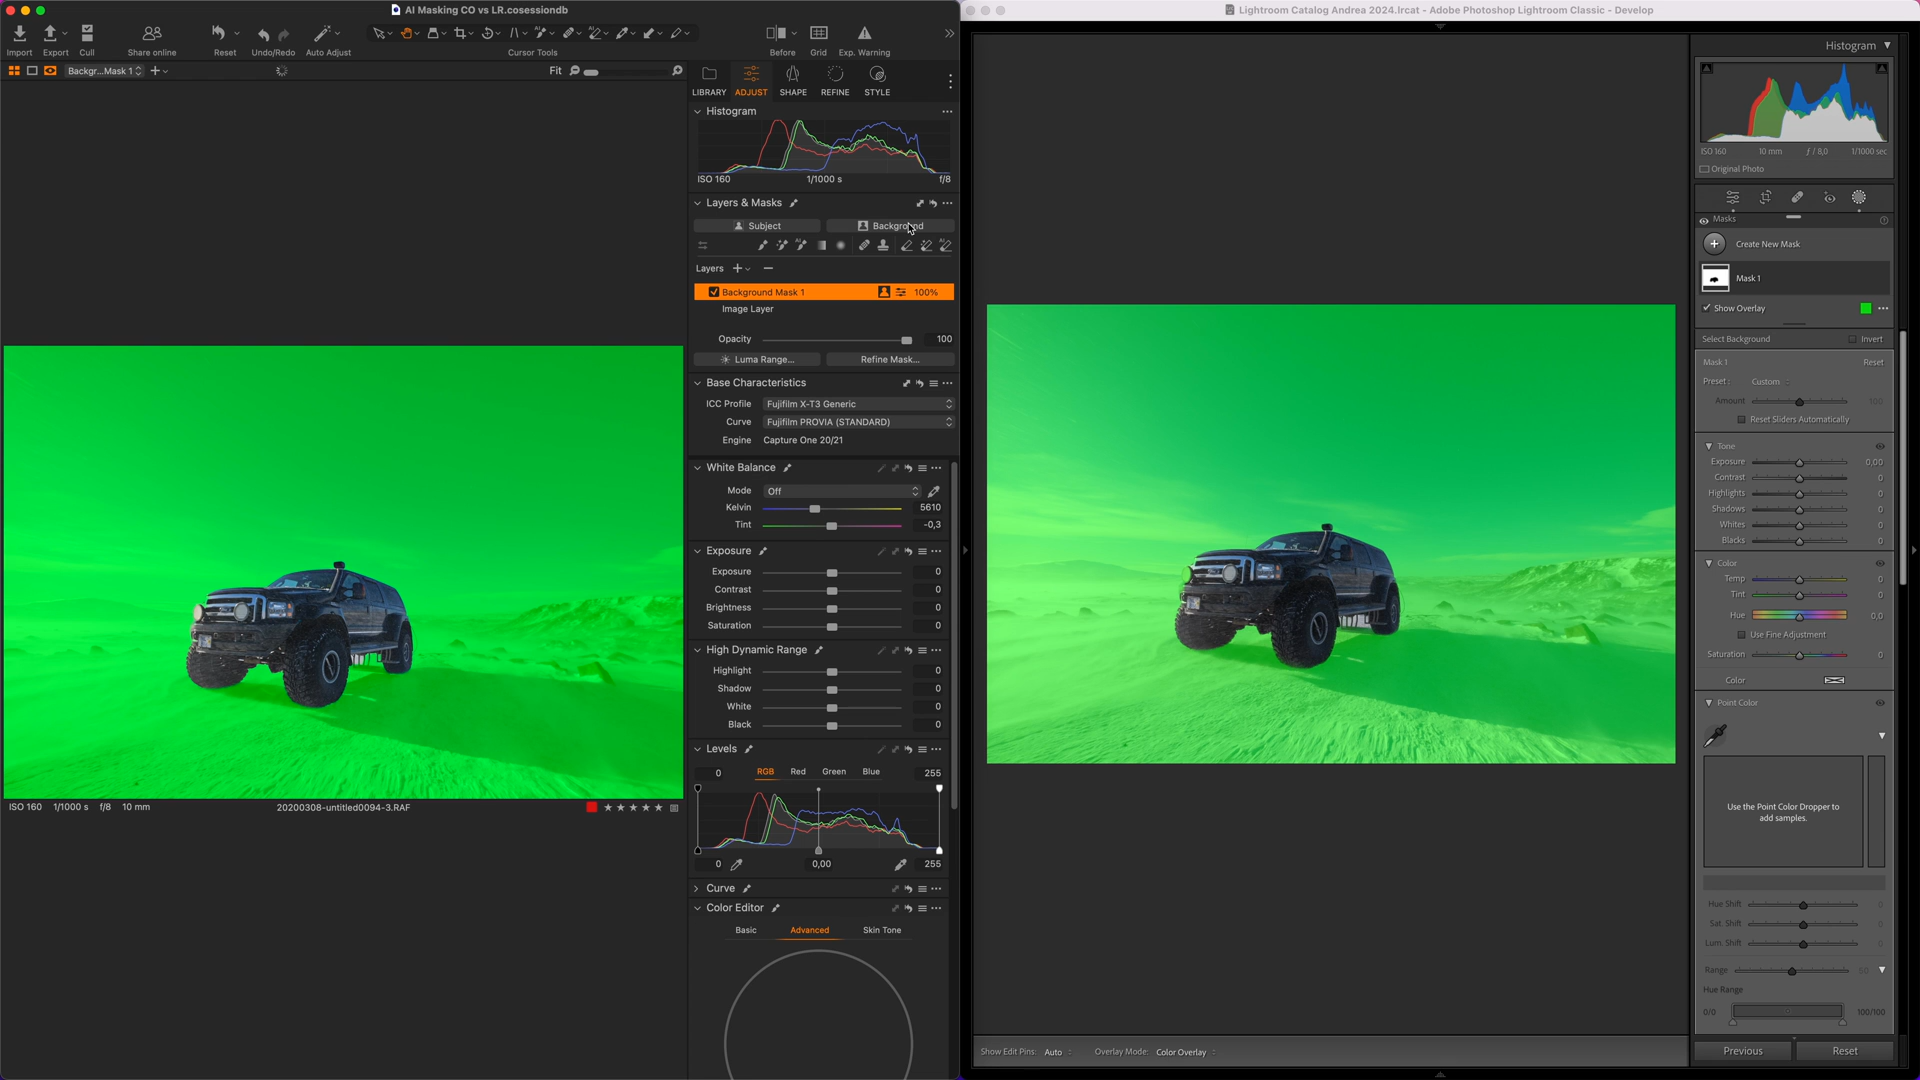 AI Masking CO vs LR.cosessiondb
Import
Export
Cull
Share online
Reset
Undo/Redo
Auto Adjust
Cursor Tools
Before
Grid
Exp. Warning
Backgr...Mask 1
Fit
LIBRARY
ADJUST
SHAPE
REFINE
STYLE
Histogram
ISO 160
1/1000 s
f/8
Layers & Masks
Subject
Background
Layers
Background Mask 1
100%
Image Layer
Opacity
100
Luma Range...
Refine Mask...
Base Characteristics
ICC Profile
Fujifilm X-T3 Generic
Curve
Fujifilm PROVIA (STANDARD)
Engine
Capture One 20/21
White Balance
Mode
Off
Kelvin
5610
Tint
-0,3
Exposure
Exposure
0
Contrast
0
Brightness
0
Saturation
0
High Dynamic Range
Highlight
0
Shadow
0
White
0
Black
0
Levels
0
RGB
Red
Green
Blue
255
0
0,00
255
Curve
Color Editor
Basic
Advanced
Skin Tone
ISO 160
1/1000 s
f/8
10 mm
20200308-untitled0094-3.RAF
Lightroom Catalog Andrea 2024.lrcat - Adobe Photoshop Lightroom Classic - Develop
Histogram
ISO 160
10 mm
ƒ / 8,0
1/1000 sec
Original Photo
Masks
Create New Mask
Mask 1
Show Overlay
Select Background
Invert
Mask 1
Reset
Preset :
Custom
Amount
100
Reset Sliders Automatically
Tone
Exposure
0,00
Contrast
0
Highlights
0
Shadows
0
Whites
0
Blacks
0
Color
Temp
0
Tint
0
Hue
0,0
Use Fine Adjustment
Saturation
0
Color
Point Color
Use the Point Color Dropper to
add samples.
Hue Shift
0
Sat. Shift
0
Lum. Shift
0
Range
50
Hue Range
0/0
100/100
Show Edit Pins:
Auto
Overlay Mode:
Color Overlay
Previous
Reset